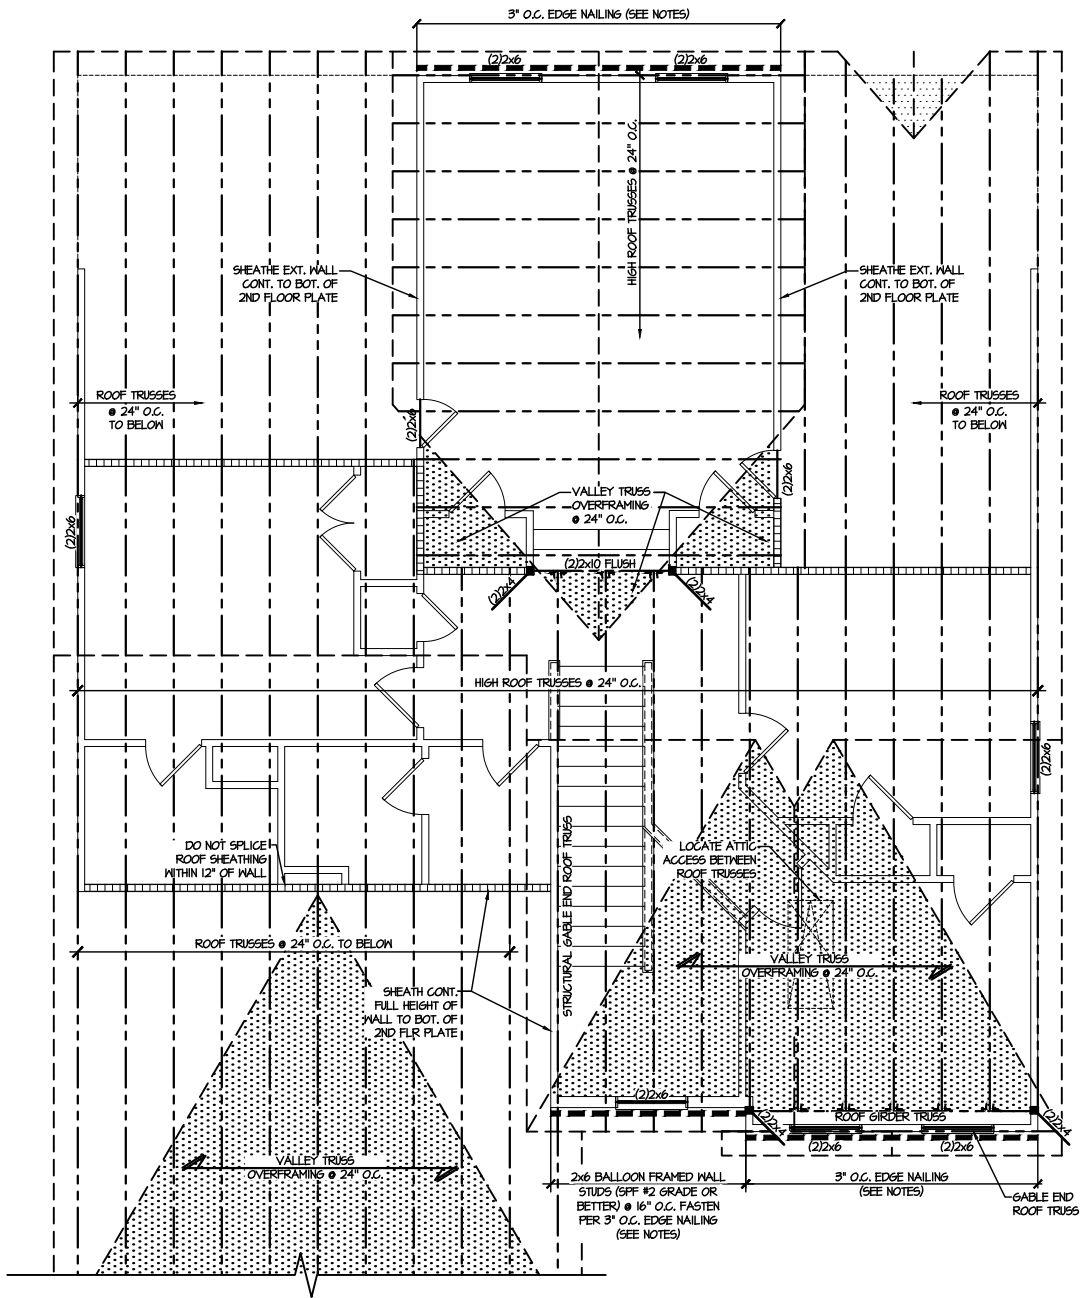 3" O.C. EDGE NAILING (SEE NOTES)
(2)2x6
(2)2x6
HIGH ROOF TRUSSES @ 24" O.C.
SHEATHE EXT. WALL
CONT. TO BOT. OF
2ND FLOOR PLATE
SHEATHE EXT. WALL
CONT. TO BOT. OF
2ND FLOOR PLATE
ROOF TRUSSES
@ 24" O.C.
TO BELOW
ROOF TRUSSES
@ 24" O.C.
TO BELOW
(2)2x6
(2)2x6
VALLEY TRUSS
OVERFRAMING
@ 24" O.C.
(2)2x6
(2)2x10 FLUSH
(2)2x4
(2)2x4
HIGH ROOF TRUSSES @ 24" O.C.
(2)2x6
STRUCTURAL GABLE END ROOF TRUSS
DO NOT SPLICE
ROOF SHEATHING
WITHIN 12" OF WALL
LOCATE ATTIC
ACCESS BETWEEN
ROOF TRUSSES
ROOF TRUSSES @ 24" O.C. TO BELOW
VALLEY TRUSS
OVERFRAMING @ 24" O.C.
SHEATH CONT.
FULL HEIGHT OF
WALL TO BOT. OF
2ND FLR PLATE
(2)2x6
ROOF GIRDER TRUSS
(2)2x4
(2)2x4
(2)2x6
(2)2x6
VALLEY TRUSS
OVERFRAMING @ 24" O.C.
2x6 BALLOON FRAMED WALL
STUDS (SPF #2 GRADE OR
BETTER) @ 16" O.C. FASTEN
PER 3" O.C. EDGE NAILING
(SEE NOTES)
3" O.C. EDGE NAILING
(SEE NOTES)
GABLE END
ROOF TRUSS